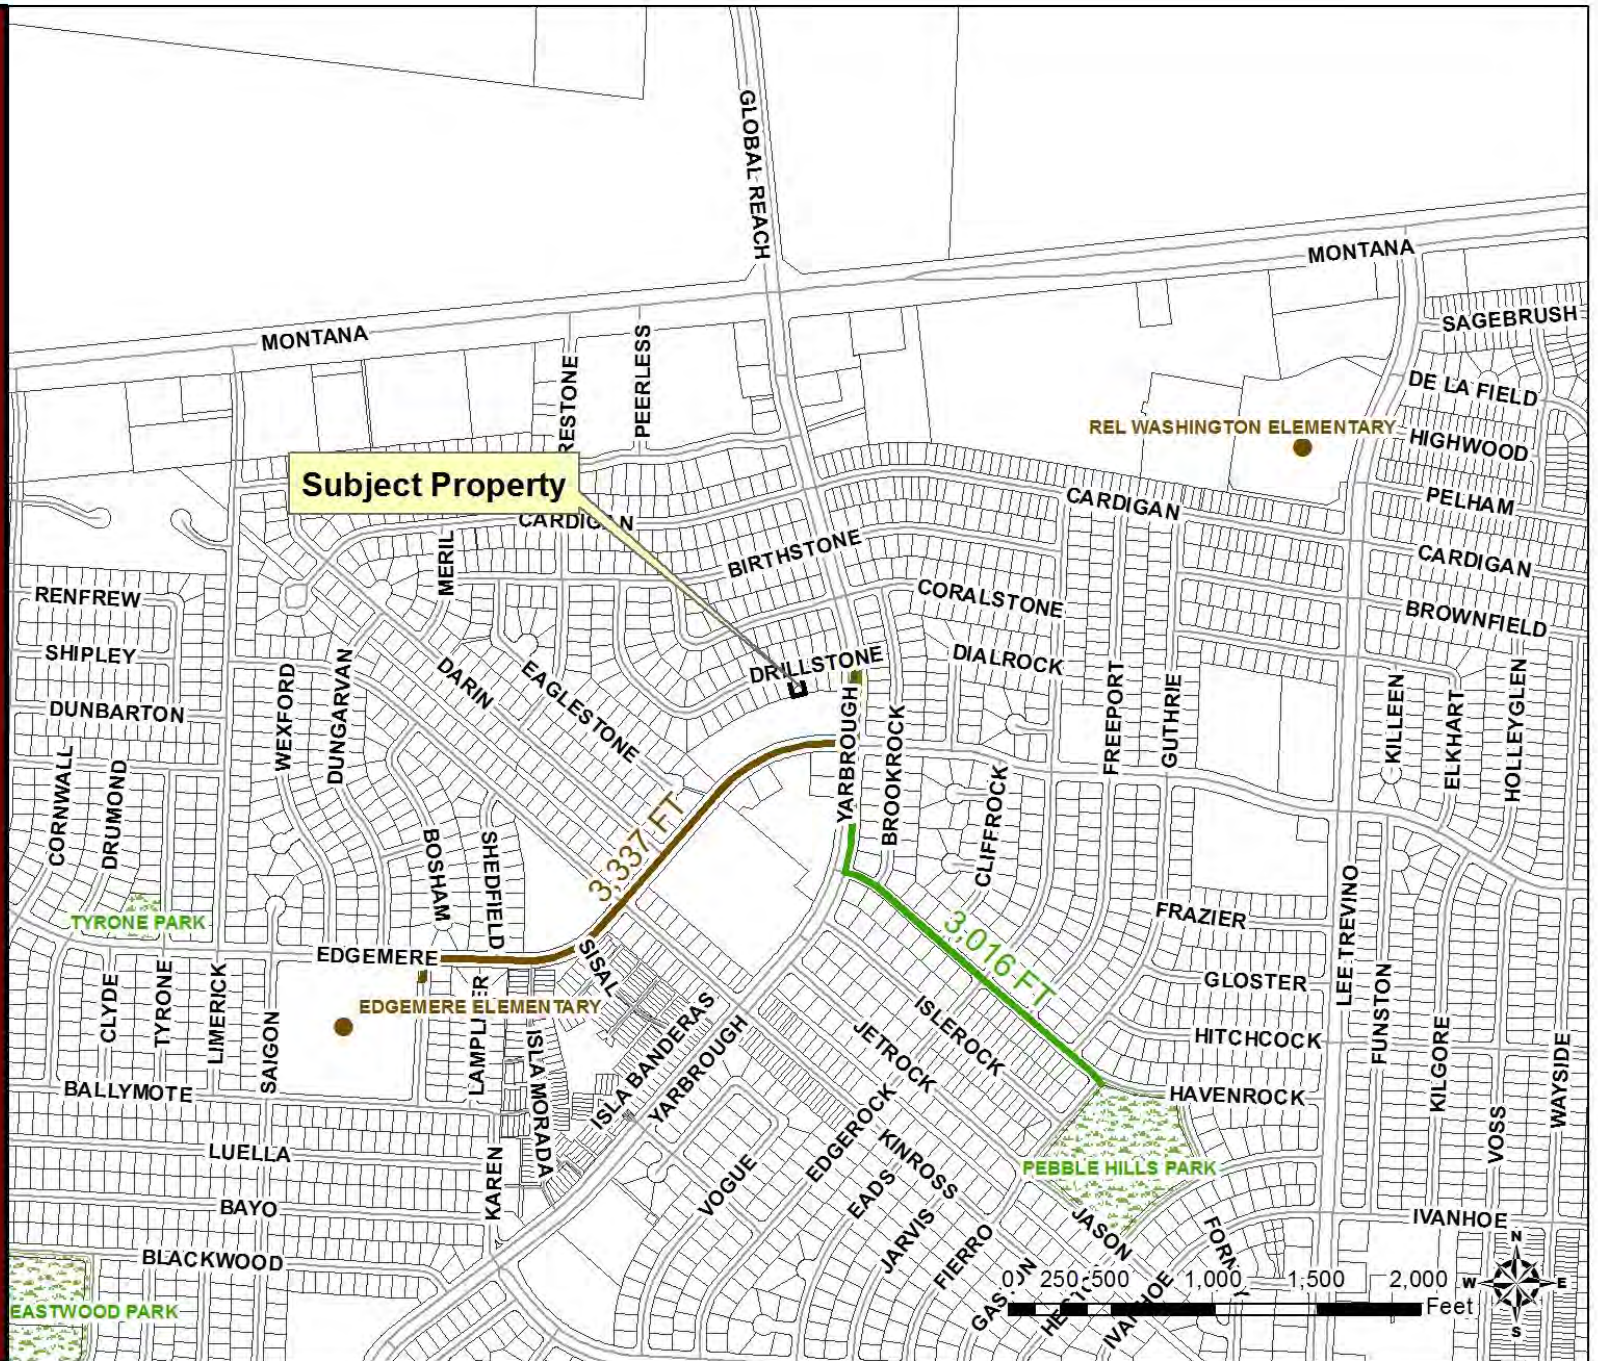 GLOBAL REACH
MONTANA
MONTANA
SAGEBRUSH
PEERLESS
RESTONE
DE LA FIELD
REL WASHINGTON ELEMENTARY
HIGHWOOD
Subject Property
PELHAM
CARDIGAN
CARDIGAN
MERIL
BIRTHSTONE
CARDIGAN
RENFREW
CORALSTONE
BROWNFIELD
SHIPLEY
DRILLSTONE
DIALROCK
DARIN
EAGLESTONE
WEXFORD
DUNGARVAN
DUNBARTON
YARBROUGH
BROOKROCK
FREEPORT
GUTHRIE
KILLEEN
ELKHART
HOLLEYGLEN
CORNWALL
DRUMOND
CLIFFROCK
3,337 FT
BOSHAM
SHEDFIELD
TYRONE PARK
FRAZIER
LEE TREVINO
3,016 FT
EDGEMERE
SISAL
GLOSTER
CLYDE
TYRONE
LIMERICK
SAIGON
EDGEMERE ELEMENTARY
ISLEROCK
JETROCK
FUNSTON
HITCHCOCK
KILGORE
WAYSIDE
ISLA MORADA
ISLA BANDERAS
YARBROUGH
BALLYMOTE
HAVENROCK
VOSS
LUELLA
KAREN
EDGEROCK
KINROSS
VOGUE
EADS
PEBBLE HILLS PARK
BAYO
JASON
JARVIS
FIERRO
IVANHOE
BLACKWOOD
IVANHOE
EASTWOOD PARK
0 250 500 1,000 1,500 2,000
Feet
N
W
E
S